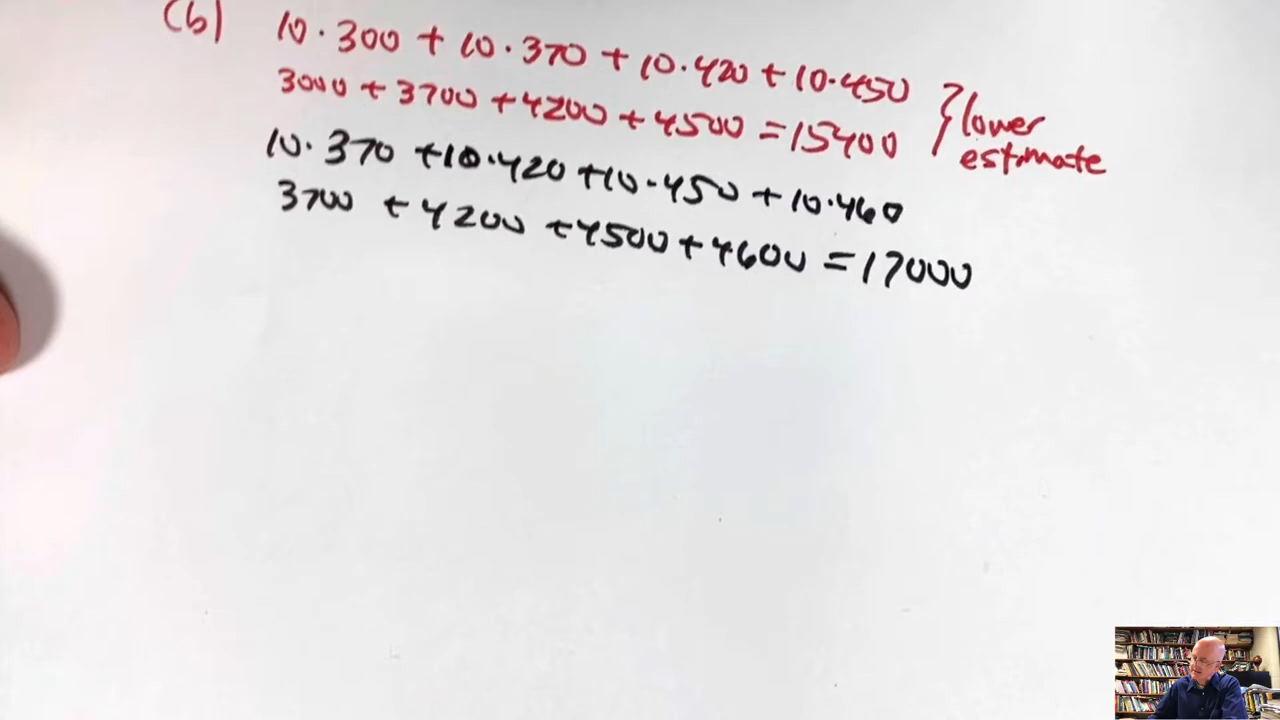 (b) 10·300 + 10·370 + 10·420 + 10·450
3000 + 3700 + 4200 + 4500 = 15400
} lower
estimate
10·370 + 10·420 + 10·450 + 10·460
3700 + 4200 + 4500 + 4600 = 17000